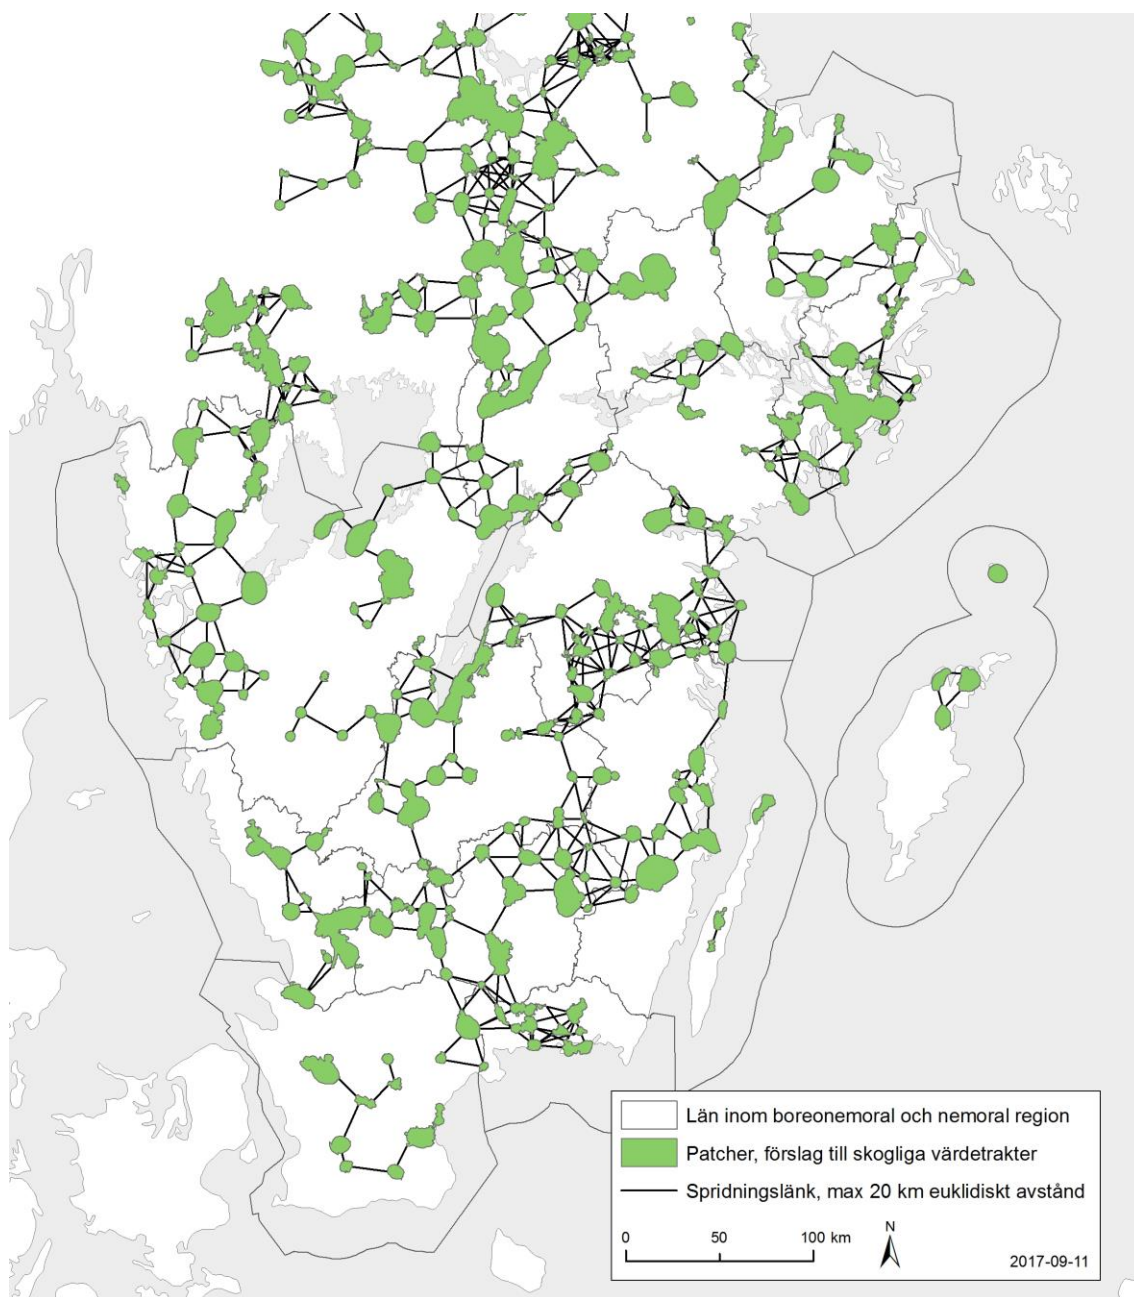 Län inom boreonemoral och nemoral region
Patcher, förslag till skogliga värdetrakter
Spridningslänk, max 20 km euklidiskt avstånd
0 50 100 km
N
2017-09-11